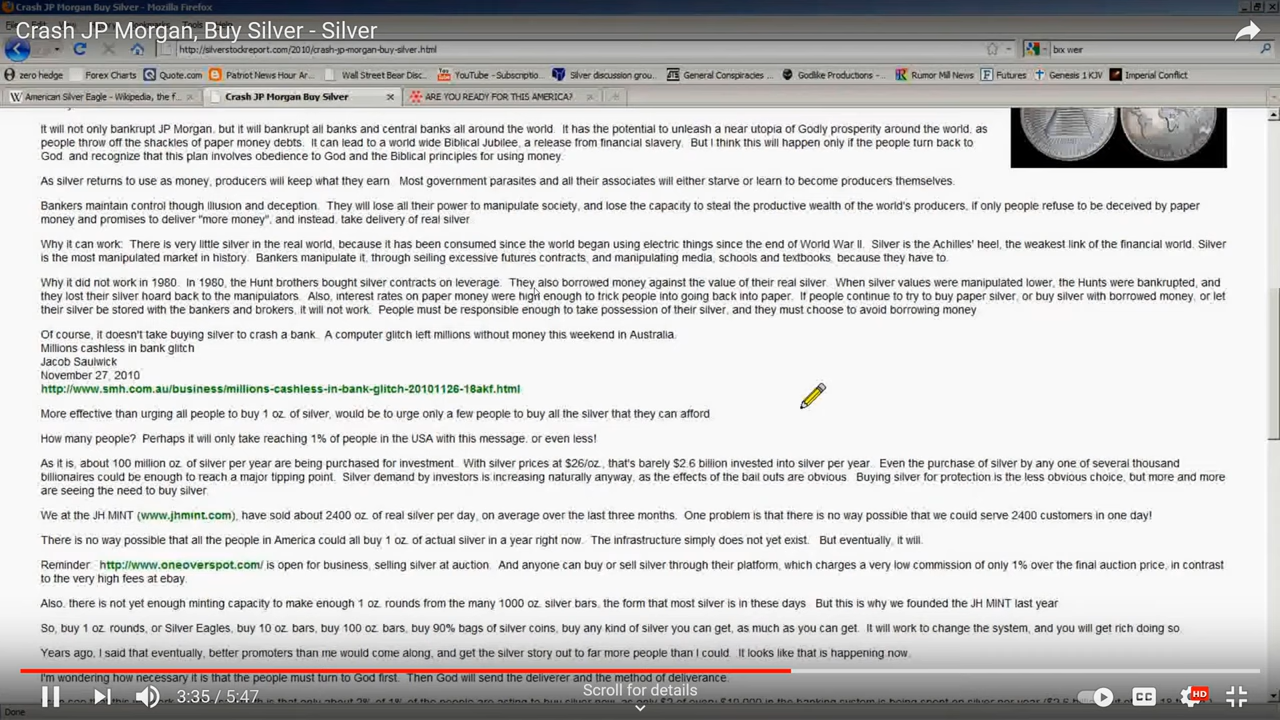 Crash JP Morgan Buy Silver - Mozilla Firefox
Crash JP Morgan, Buy Silver - Silver
http://silverstockreport.com/2010/crash-jp-morgan-buy-silver.html
bix wer
zero hedge Forex Charts Quote.com Patriot News Hour Ar... Wall Street Bear Disc... YouTube - Subscriptio... Silver discussion grou... General Conspiracies ... Godlike Productions - ... Rumor Mill News Futures Genesis 1 KJV Imperial Conflict
American Silver Eagle - Wikipedia, the f... Crash JP Morgan Buy Silver ARE YOU READY FOR THIS AMERICA?
It will not only bankrupt JP Morgan, but it will bankrupt all banks and central banks all around the world. It has the potential to unleash a near utopia of Godly prosperity around the world, as
people throw off the shackles of paper money debts. It can lead to a world wide Biblical Jubilee, a release from financial slavery. But I think this will happen only if the people turn back to
God, and recognize that this plan involves obedience to God and the Biblical principles for using money.
As silver returns to use as money, producers will keep what they earn. Most government parasites and all their associates will either starve or learn to become producers themselves.
Bankers maintain control though illusion and deception. They will lose all their power to manipulate society, and lose the capacity to steal the productive wealth of the world's producers, if only people refuse to be deceived by paper
money and promises to deliver "more money", and instead, take delivery of real silver.
Why it can work: There is very little silver in the real world, because it has been consumed since the world began using electric things since the end of World War II. Silver is the Achilles' heel, the weakest link of the financial world. Silver
is the most manipulated market in history. Bankers manipulate it, through selling excessive futures contracts, and manipulating media, schools and textbooks, because they have to.
Why it did not work in 1980. In 1980, the Hunt brothers bought silver contracts on leverage. They also borrowed money against the value of their real silver. When silver values were manipulated lower, the Hunts were bankrupted, and
they lost their silver hoard back to the manipulators. Also, interest rates on paper money were high enough to trick people into going back into paper. If people continue to try to buy paper silver, or buy silver with borrowed money, or let
their silver be stored with the bankers and brokers, it will not work. People must be responsible enough to take possession of their silver, and they must choose to avoid borrowing money
Of course, it doesn't take buying silver to crash a bank. A computer glitch left millions without money this weekend in Australia.
Millions cashless in bank glitch
Jacob Saulwick
November 27, 2010
http://www.smh.com.au/business/millions-cashless-in-bank-glitch-20101126-18akf.html
More effective than urging all people to buy 1 oz. of silver, would be to urge only a few people to buy all the silver that they can afford
How many people? Perhaps it will only take reaching 1% of people in the USA with this message, or even less!
As it is, about 100 million oz. of silver per year are being purchased for investment. With silver prices at $26/oz., that's barely $2.6 billion invested into silver per year. Even the purchase of silver by any one of several thousand
billionaires could be enough to reach a major tipping point. Silver demand by investors is increasing naturally anyway, as the effects of the bail outs are obvious. Buying silver for protection is the less obvious choice, but more and more
are seeing the need to buy silver.
We at the JH MINT (www.jhmint.com), have sold about 2400 oz. of real silver per day, on average over the last three months. One problem is that there is no way possible that we could serve 2400 customers in one day!
There is no way possible that all the people in America could all buy 1 oz. of actual silver in a year right now. The infrastructure simply does not yet exist. But eventually, it will.
Reminder: http://www.oneoverspot.com/ is open for business, selling silver at auction. And anyone can buy or sell silver through their platform, which charges a very low commission of only 1% over the final auction price, in contrast
to the very high fees at ebay.
Also, there is not yet enough minting capacity to make enough 1 oz. rounds from the many 1000 oz. silver bars, the form that most silver is in these days. But this is why we founded the JH MINT last year
So, buy 1 oz. rounds, or Silver Eagles, buy 10 oz. bars, buy 100 oz. bars, buy 90% bags of silver coins, buy any kind of silver you can get, as much as you can get. It will work to change the system, and you will get rich doing so.
Years ago, I said that eventually, better promoters than me would come along, and get the silver story out to far more people than I could. It looks like that is happening now.
I'm wondering how necessary it is that the people must turn to God first. Then God will send the deliverer and the method of deliverance.
3:35 / 5:47
Scroll for details
CC
HD
Done